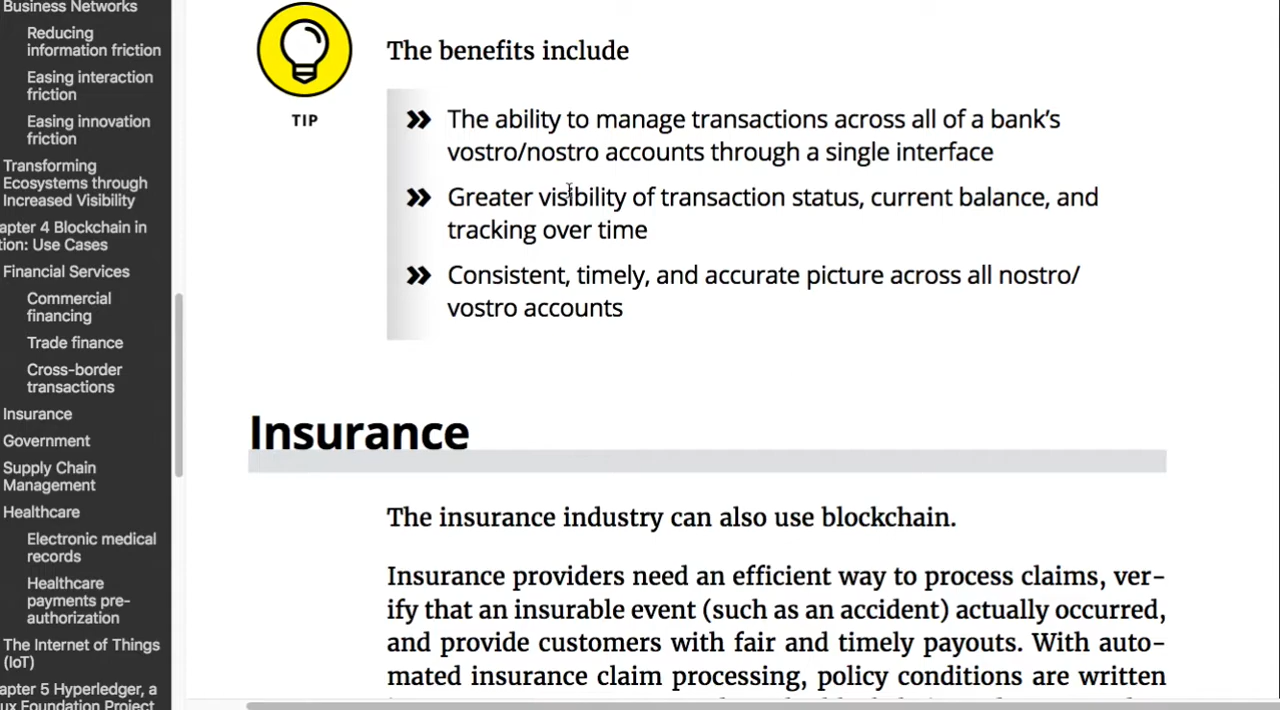 Business Networks
Reducing
information friction
Easing interaction
friction
Easing innovation
friction
Transforming
Ecosystems through
Increased Visibility
apter 4 Blockchain in
tion: Use Cases
Financial Services
Commercial
financing
Trade finance
Cross-border
transactions
Insurance
Government
Supply Chain
Management
Healthcare
Electronic medical
records
Healthcare
payments pre-
authorization
The Internet of Things
(IoT)
apter 5 Hyperledger, a
ux Foundation Project
TIP
The benefits include
» The ability to manage transactions across all of a bank’s
vostro/nostro accounts through a single interface
» Greater visibility of transaction status, current balance, and
tracking over time
» Consistent, timely, and accurate picture across all nostro/
vostro accounts
Insurance
The insurance industry can also use blockchain.
Insurance providers need an efficient way to process claims, ver-
ify that an insurable event (such as an accident) actually occurred,
and provide customers with fair and timely payouts. With auto-
mated insurance claim processing, policy conditions are written